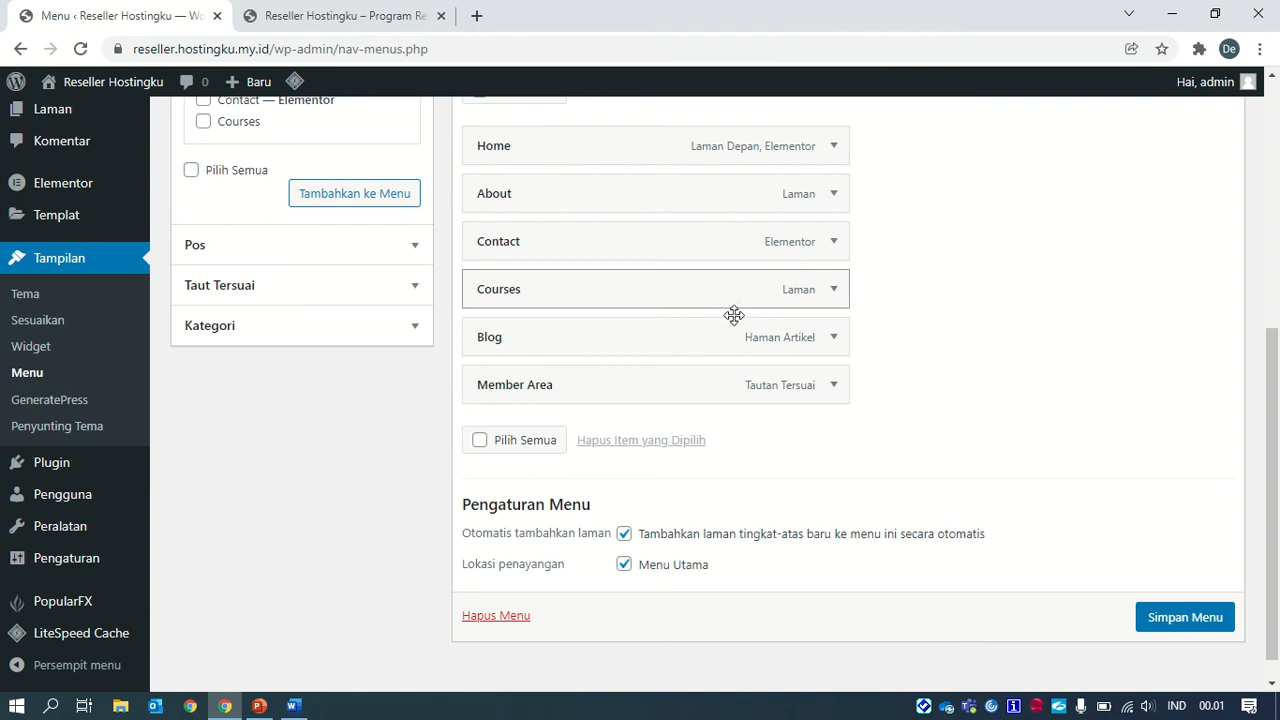 Menu ‹ Reseller Hostingku — Wo
Reseller Hostingku – Program Re
reseller.hostingku.my.id/wp-admin/nav-menus.php
De
Reseller Hostingku
0
Baru
Hai, admin
Laman
Komentar
Elementor
Templat
Tampilan
Tema
Sesuaikan
Widget
Menu
GeneratePress
Penyunting Tema
Plugin
Pengguna
Peralatan
Pengaturan
PopularFX
LiteSpeed Cache
Persempit menu
Contact — Elementor
Courses
Pilih Semua
Tambahkan ke Menu
Pos
Taut Tersuai
Kategori
Home Laman Depan, Elementor
About Laman
Contact Elementor
Courses Laman
Blog Haman Artikel
Member Area Tautan Tersuai
Pilih Semua Hapus Item yang Dipilih
Pengaturan Menu
Otomatis tambahkan laman Tambahkan laman tingkat-atas baru ke menu ini secara otomatis
Lokasi penayangan Menu Utama
Hapus Menu
Simpan Menu
IND 00.01